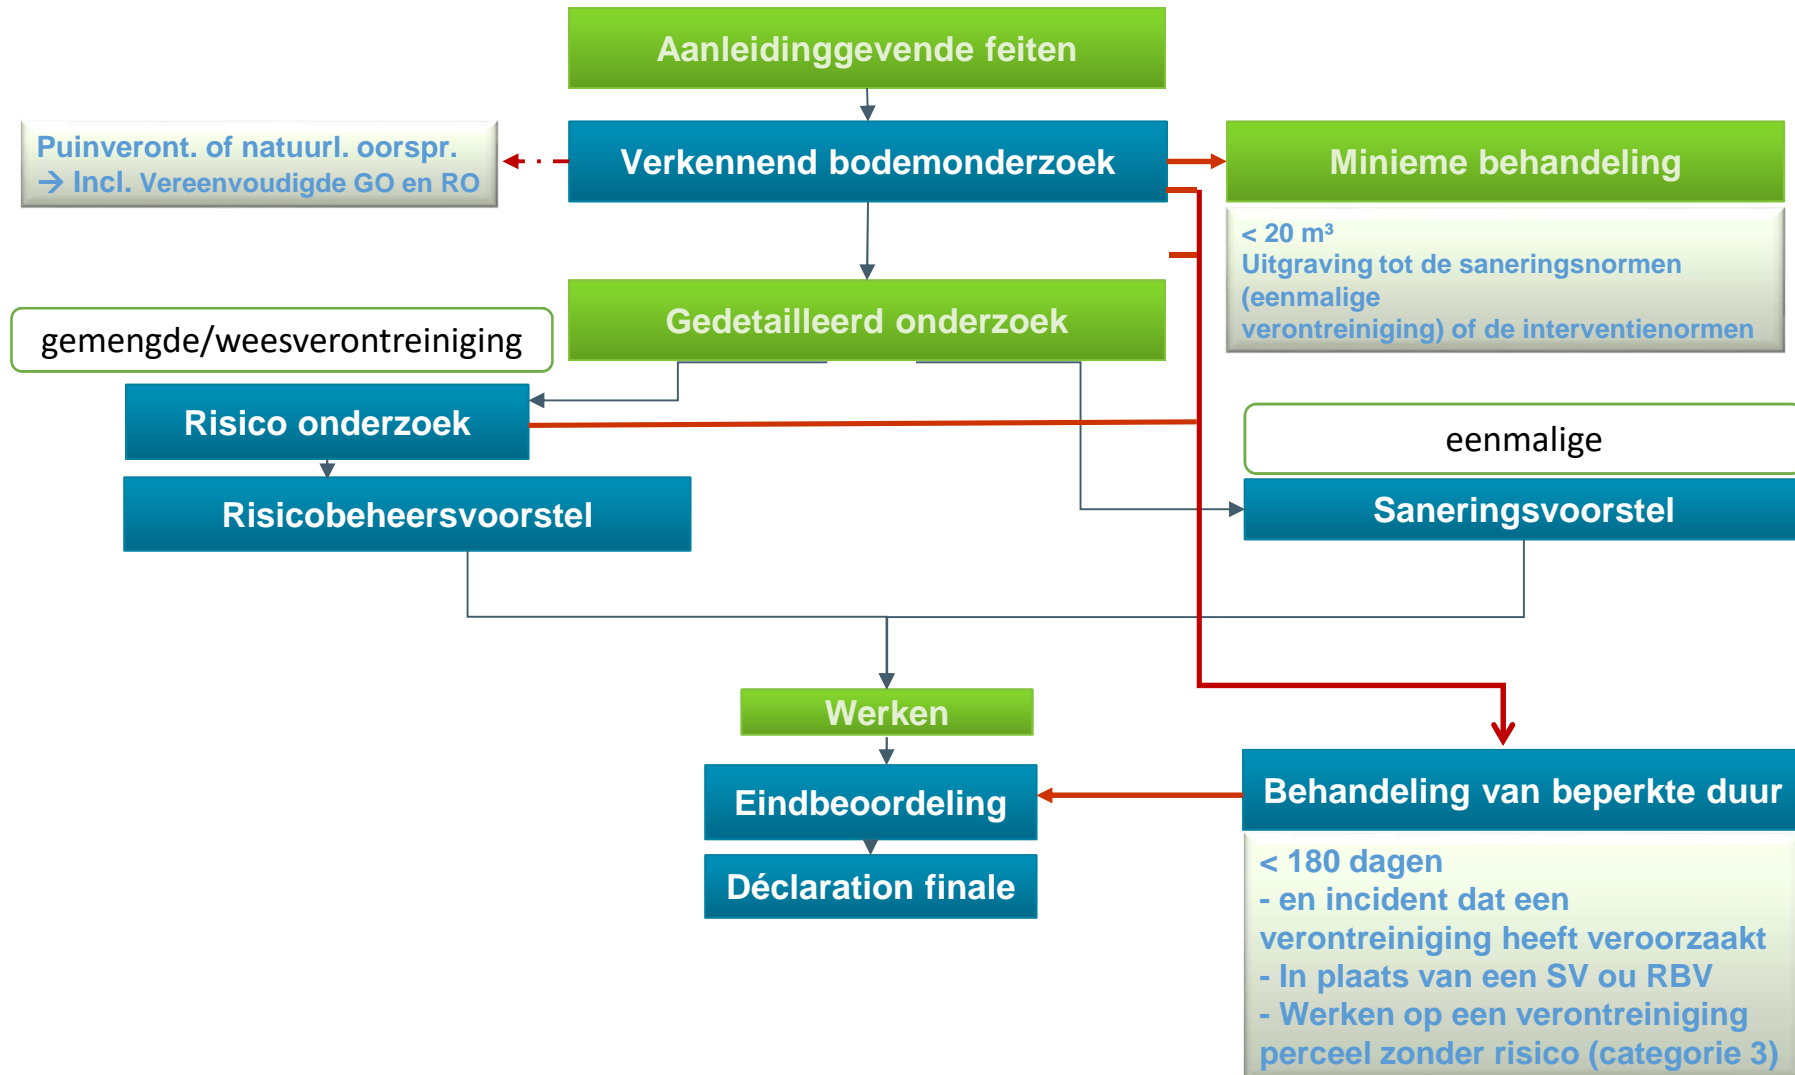 Aanleidinggevende feiten
Puinveront. of natuurl. oorspr.
→ Incl. Vereenvoudigde GO en RO
Verkennend bodemonderzoek
Minieme behandeling
< 20 m³
Uitgraving tot de saneringsnormen
(eenmalige
verontreiniging) of de interventienormen
Gedetailleerd onderzoek
gemengde/weesverontreiniging
Risico onderzoek
eenmalige
Risicobeheersvoorstel
Saneringsvoorstel
Werken
Eindbeoordeling
Behandeling van beperkte duur
Déclaration finale
< 180 dagen
- en incident dat een
verontreiniging heeft veroorzaakt
- In plaats van een SV ou RBV
- Werken op een verontreiniging
perceel zonder risico (categorie 3)